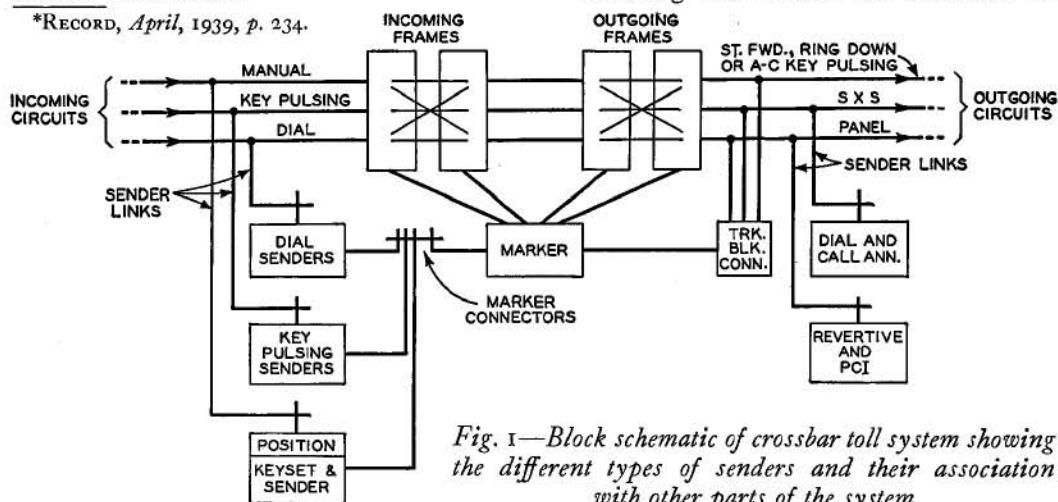 *RECORD, April, 1939, p. 234.
INCOMING
FRAMES
OUTGOING
FRAMES
ST. FWD., RING DOWN
OR A-C KEY PULSING
MANUAL
INCOMING
CIRCUITS
KEY PULSING
S X S
OUTGOING
CIRCUITS
DIAL
PANEL
SENDER
LINKS
SENDER LINKS
DIAL
SENDERS
MARKER
TRK.
BLK.
CONN.
DIAL AND
CALL ANN.
MARKER
CONNECTORS
KEY
PULSING
SENDERS
REVERTIVE
AND
PCI
POSITION
KEYSET &
SENDER
Fig. 1—Block schematic of crossbar toll system showing
the different types of senders and their association
with other parts of the system